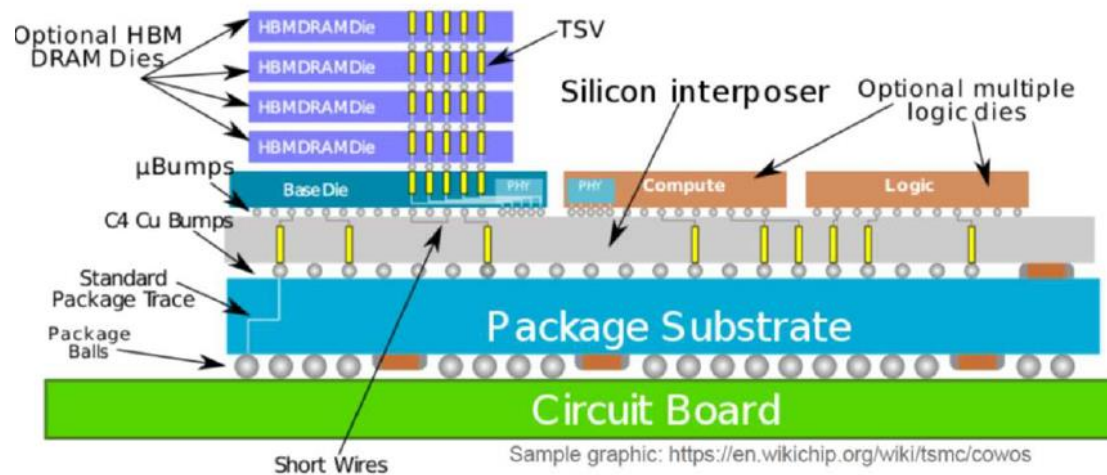 Optional HBM
DRAM Dies
HBMDRAMDie
HBMDRAMDie
HBMDRAMDie
HBMDRAMDie
TSV
Silicon interposer
Optional multiple
logic dies
µBumps
Base Die
PHY
PHY
Compute
Logic
C4 Cu Bumps
Standard
Package Trace
Package
Balls
Package Substrate
Circuit Board
Short Wires
Sample graphic: https://en.wikichip.org/wiki/tsmc/cowos